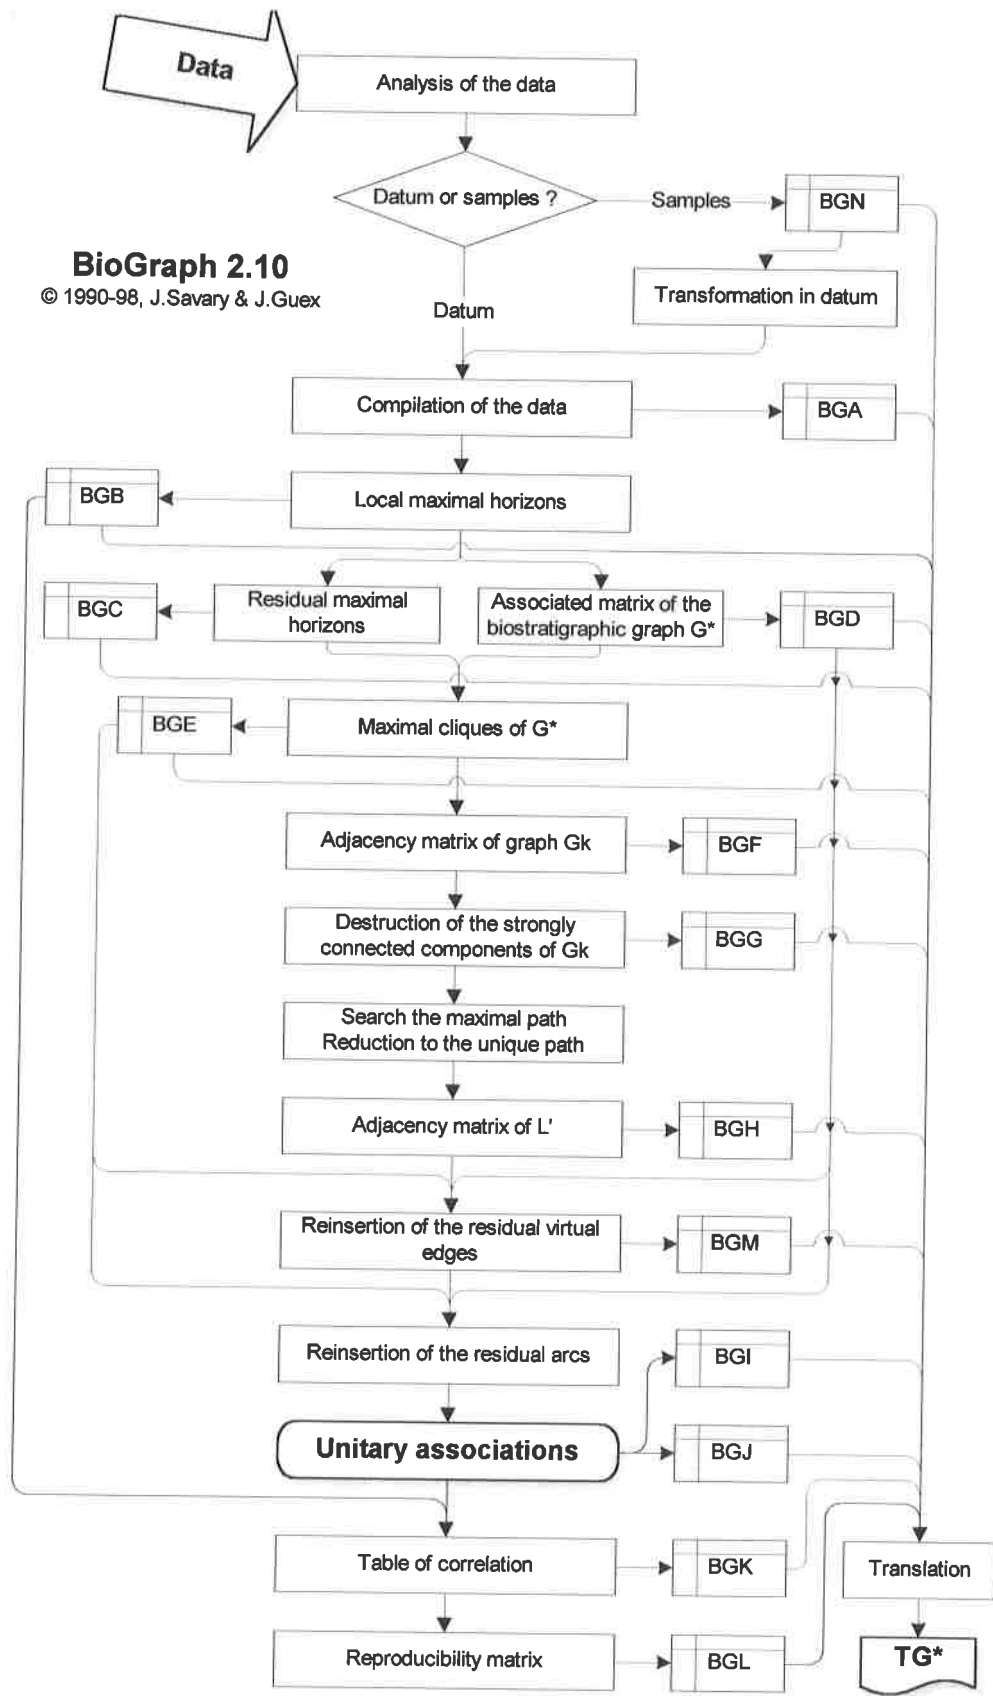 Data
Analysis of the data
Datum or samples ?
Samples
BGN
BioGraph 2.10
© 1990-98, J.Savary & J.Guex
Transformation in datum
Datum
Compilation of the data
BGA
BGB
Local maximal horizons
BGC
Residual maximal
horizons
Associated matrix of the
biostratigraphic graph G*
BGD
BGE
Maximal cliques of G*
Adjacency matrix of graph Gk
BGF
Destruction of the strongly
connected components of Gk
BGG
Search the maximal path
Reduction to the unique path
Adjacency matrix of L'
BGH
Reinsertion of the residual virtual
edges
BGM
Reinsertion of the residual arcs
BGI
Unitary associations
BGJ
Table of correlation
BGK
Translation
Reproducibility matrix
BGL
TG*